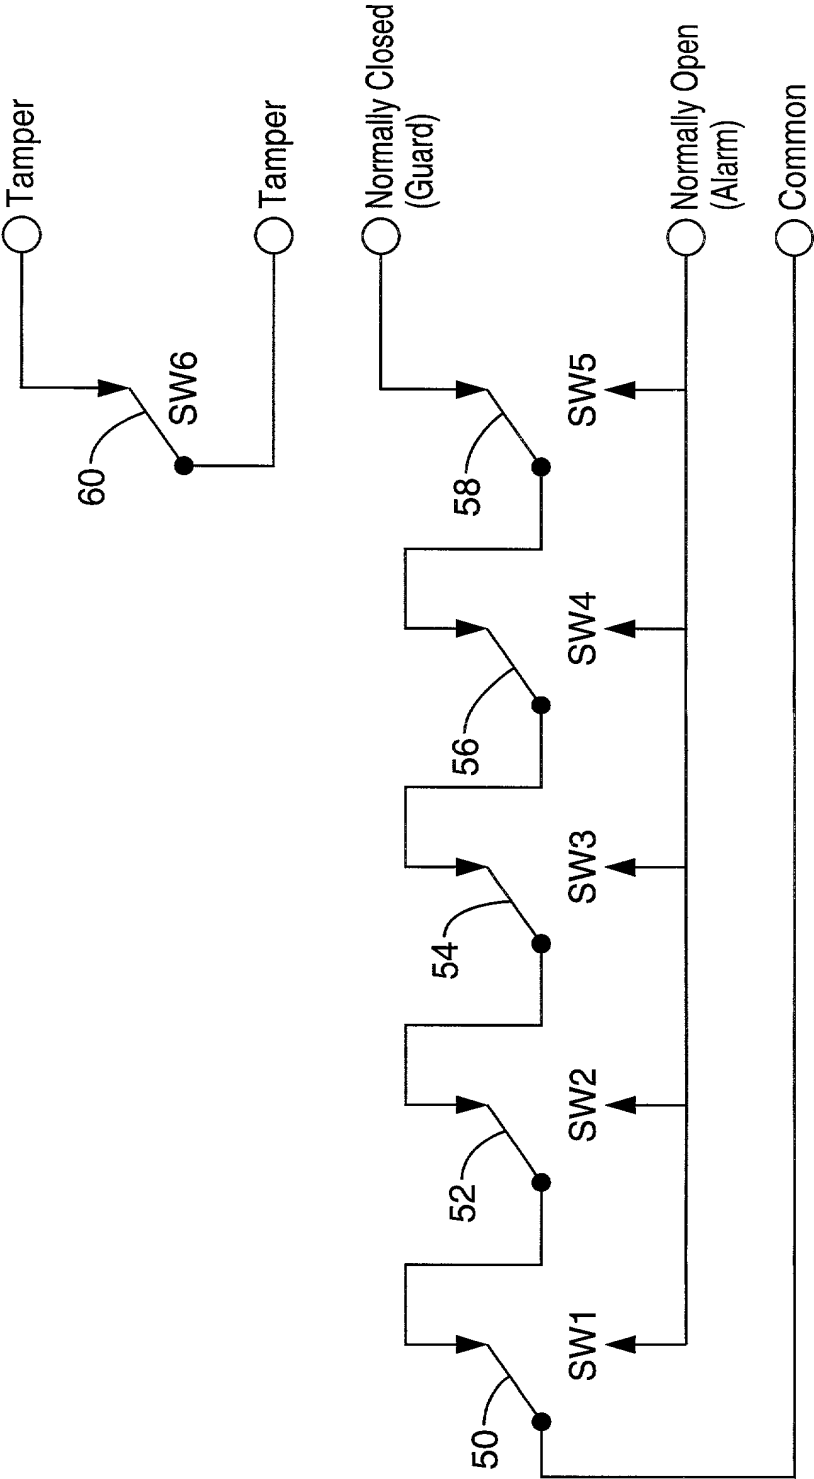 Tamper
Tamper
Normally Closed
(Guard)
Normally Open
(Alarm)
Common
60
SW6
50
52
54
56
58
SW1
SW2
SW3
SW4
SW5